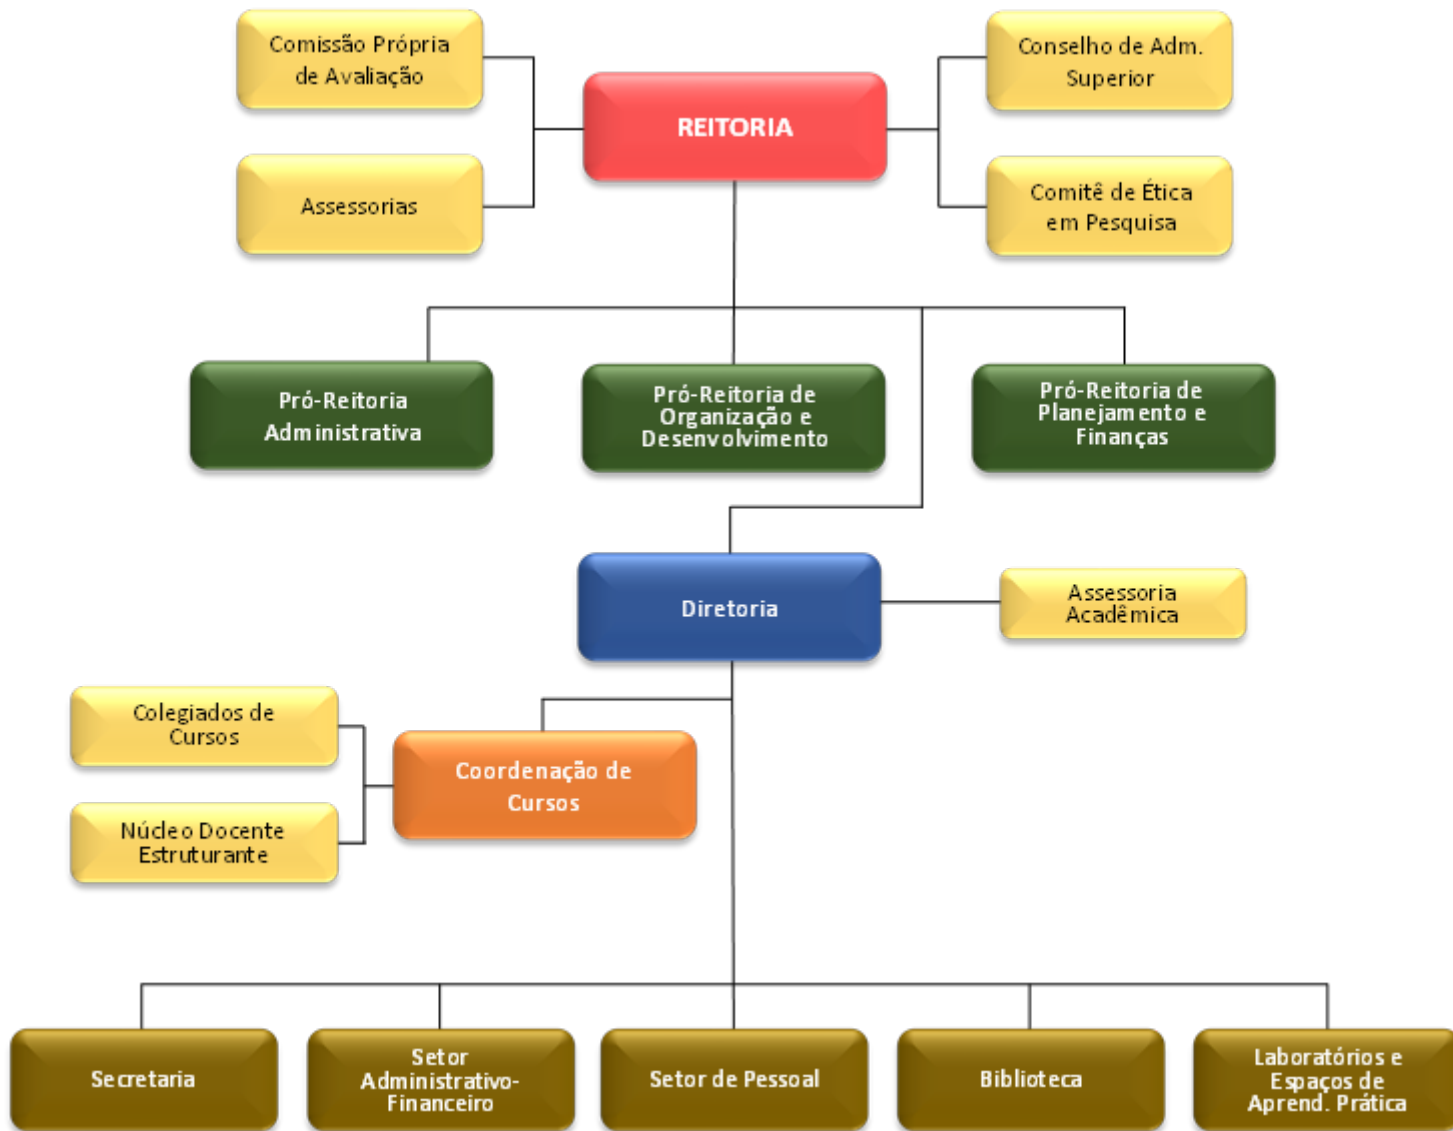 Comissão Própria
de Avaliação
Conselho de Adm.
Superior
REITORIA
Assessorias
Comitê de Ética
em Pesquisa
Pró-Reitoria
Administrativa
Pró-Reitoria de
Organização e
Desenvolvimento
Pró-Reitoria de
Planejamento e
Finanças
Diretoria
Assessoria
Acadêmica
Colegiados de
Cursos
Coordenação de
Cursos
Núcleo Docente
Estruturante
Secretaria
Setor
Administrativo-
Financeiro
Setor de Pessoal
Biblioteca
Laboratórios e
Espaços de
Aprend. Prática